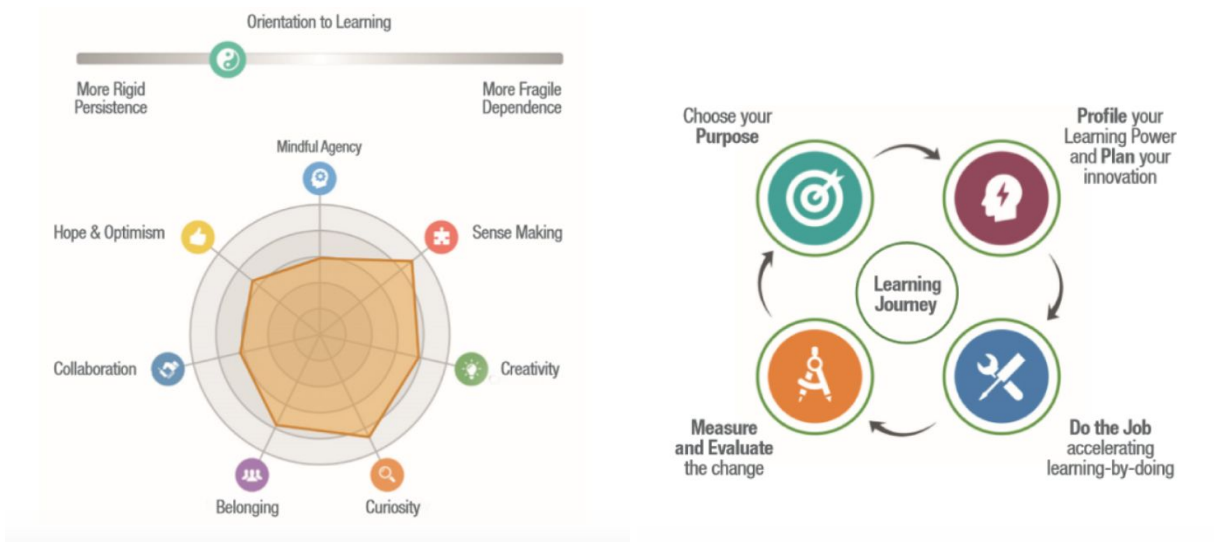 Orientation to Learning
More Rigid
Persistence
More Fragile
Dependence
Mindful Agency
Hope & Optimism
Sense Making
Collaboration
Creativity
Belonging
Curiosity
Choose your
Purpose
Profile your
Learning Power
and Plan your
innovation
Learning
Journey
Measure
and Evaluate
the change
Do the Job
accelerating
learning-by-doing